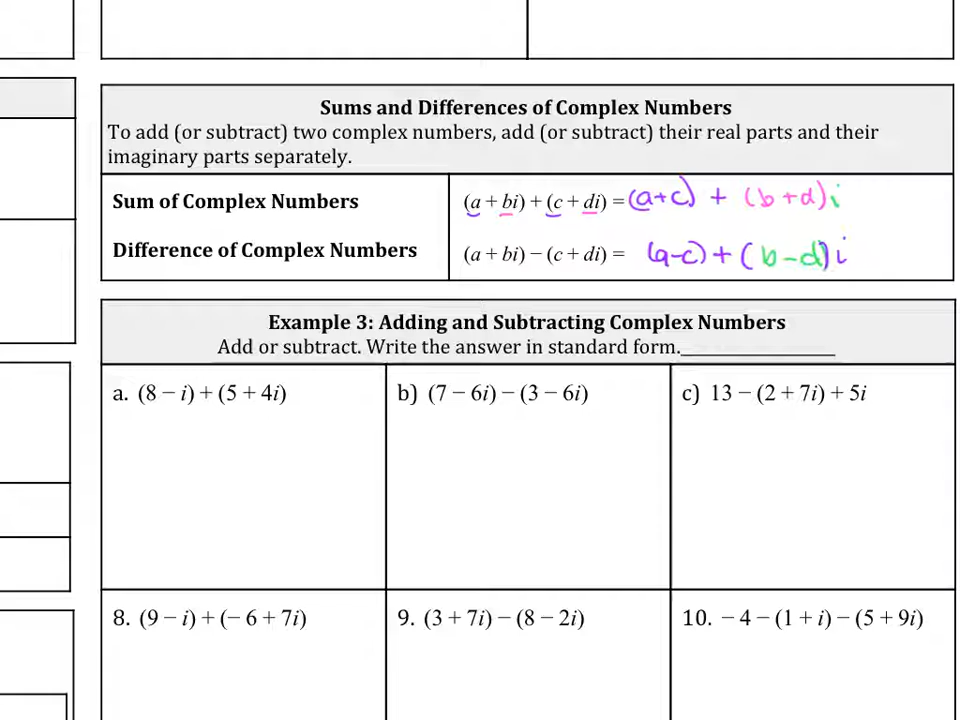 Sums and Differences of Complex Numbers
To add (or subtract) two complex numbers, add (or subtract) their real parts and their
imaginary parts separately.
Sum of Complex Numbers (a + bi) + (c + di) = (a+c) + (b+d)i
Difference of Complex Numbers (a + bi) − (c + di) = (a-c) + (b-d)i
Example 3: Adding and Subtracting Complex Numbers
Add or subtract. Write the answer in standard form.
a. (8 − i) + (5 + 4i) b) (7 − 6i) − (3 − 6i) c) 13 − (2 + 7i) + 5i
8. (9 − i) + (− 6 + 7i) 9. (3 + 7i) − (8 − 2i) 10. − 4 − (1 + i) − (5 + 9i)